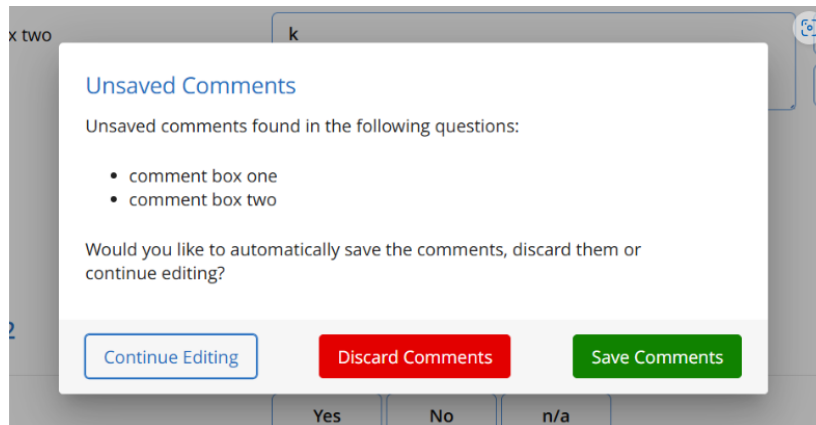 x two
k
Unsaved Comments
Unsaved comments found in the following questions:
• comment box one
• comment box two
Would you like to automatically save the comments, discard them or
continue editing?
2
Continue Editing
Discard Comments
Save Comments
Yes
No
n/a